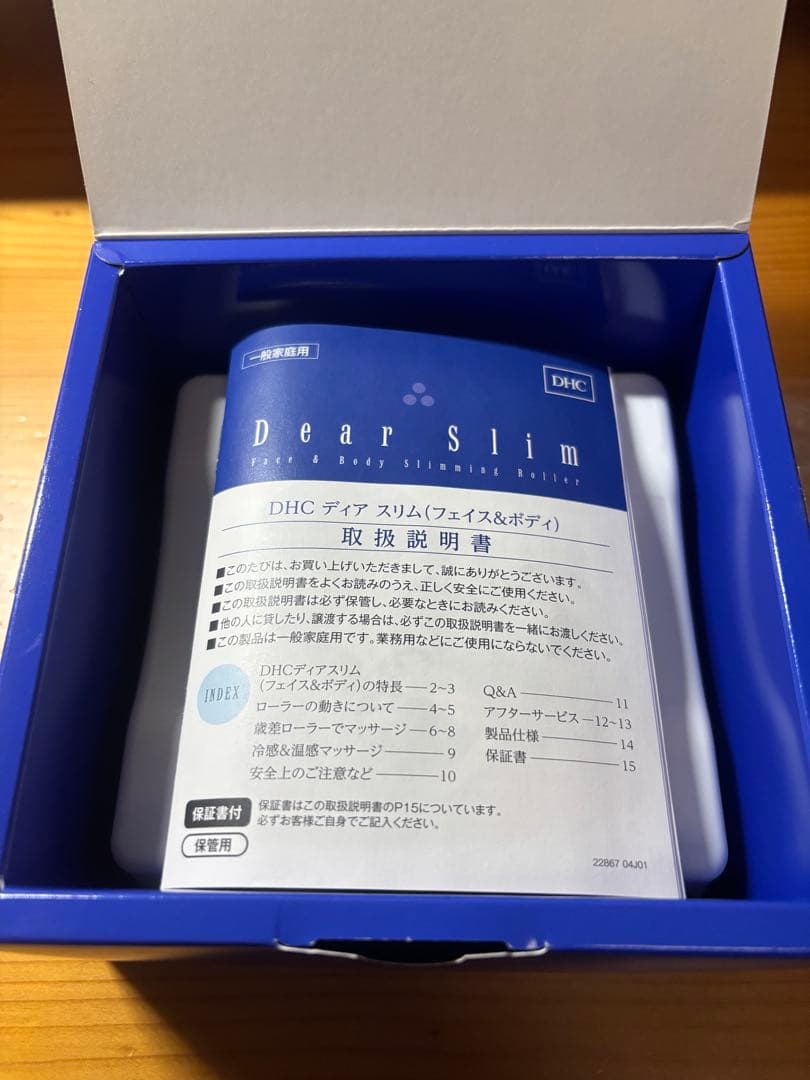 一般家庭用
DHC
Dear Slim
Face & Body Slimming Roller
DHC ディア スリム(フェイス&ボディ)
取扱説明書
■このたびは、お買い上げいただきまして、誠にありがとうございます。
■この取扱説明書をよくお読みのうえ、正しく安全にご使用ください。
■この取扱説明書は必ず保管し、必要なときにお読みください。
■他の人に貸したり、譲渡する場合は、必ずこの取扱説明書を一緒にお渡しください。
■この製品は一般家庭用です。業務用などにご使用にならないでください。
INDEX
DHCディアスリム
(フェイス&ボディ)の特長—2~3
ローラーの動きについて—4~5
歳差ローラーでマッサージ—6~8
冷感&温感マッサージ—9
安全上のご注意など—10
Q&A—11
アフターサービス—12~13
製品仕様—14
保証書—15
保証書付
保証書はこの取扱説明書のP15についています。
必ずお客様ご自身でご記入ください。
保管用
22867 04J01